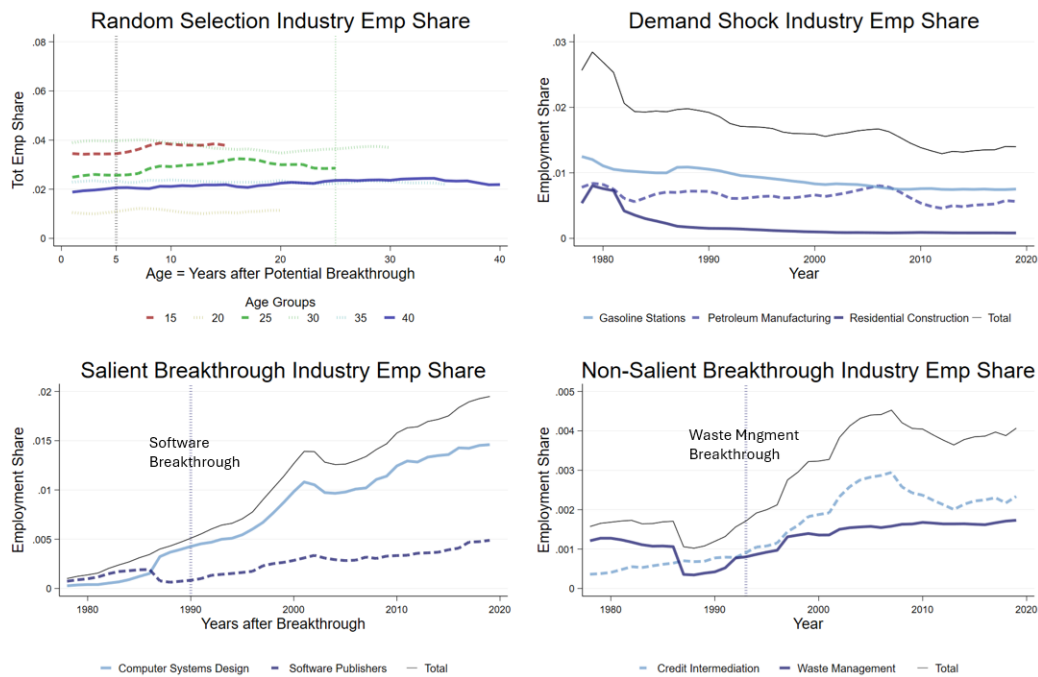 Random Selection Industry Emp Share
Tot Emp Share
.08
.06
.04
.02
0
0 5 10 20 30 40
Age = Years after Potential Breakthrough
Age Groups
15 20 25 30 35 40
Demand Shock Industry Emp Share
Employment Share
.03
.02
.01
0
1980 1990 2000 2010 2020
Year
Gasoline Stations Petroleum Manufacturing Residential Construction Total
Salient Breakthrough Industry Emp Share
Employment Share
.02
.015
.01
.005
0
Software
Breakthrough
1980 1990 2000 2010 2020
Years after Breakthrough
Computer Systems Design Software Publishers Total
Non-Salient Breakthrough Industry Emp Share
Employment Share
.005
.004
.003
.002
.001
0
Waste Mngment
Breakthrough
1980 1990 2000 2010 2020
Year
Credit Intermediation Waste Management Total